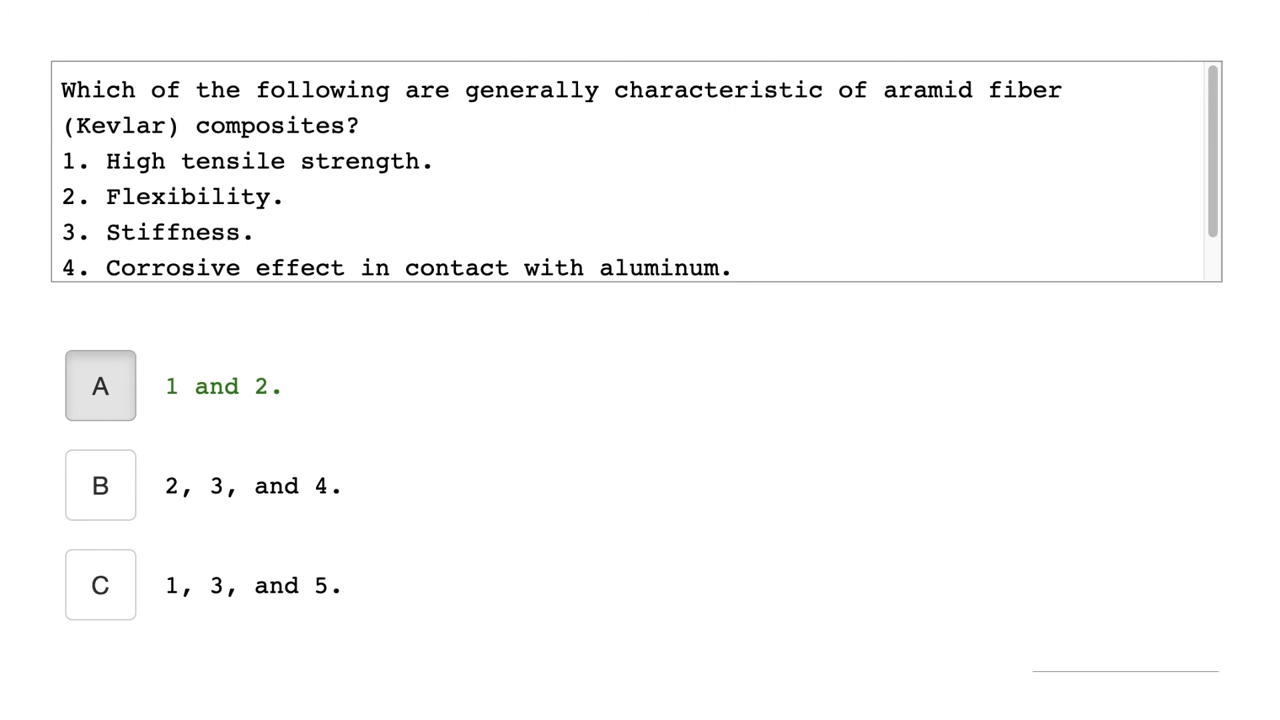 Which of the following are generally characteristic of aramid fiber
(Kevlar) composites?
1. High tensile strength.
2. Flexibility.
3. Stiffness.
4. Corrosive effect in contact with aluminum.
A 1 and 2.
B 2, 3, and 4.
C 1, 3, and 5.